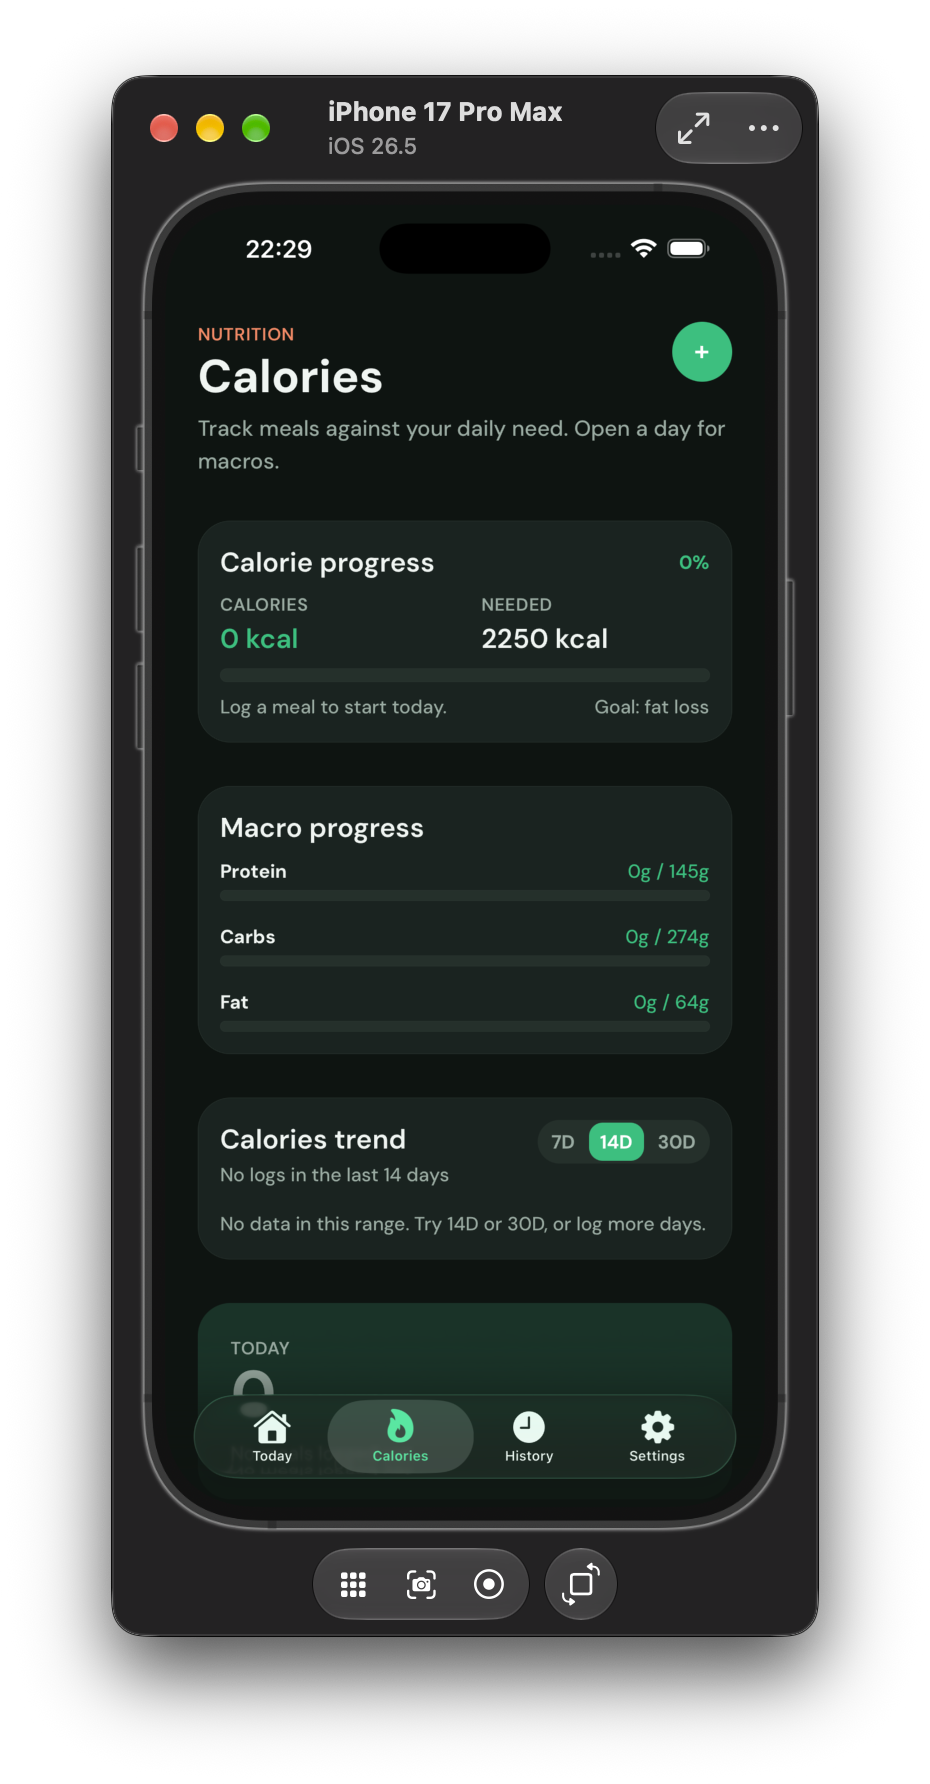 iPhone 17 Pro Max
iOS 26.5
22:29
NUTRITION
Calories
+
Track meals against your daily need. Open a day for
macros.
Calorie progress
0%
CALORIES
NEEDED
0 kcal
2250 kcal
Log a meal to start today.
Goal: fat loss
Macro progress
Protein
0g / 145g
Carbs
0g / 274g
Fat
0g / 64g
Calories trend
7D
14D
30D
No logs in the last 14 days
No data in this range. Try 14D or 30D, or log more days.
TODAY
0
Today
Calories
History
Settings